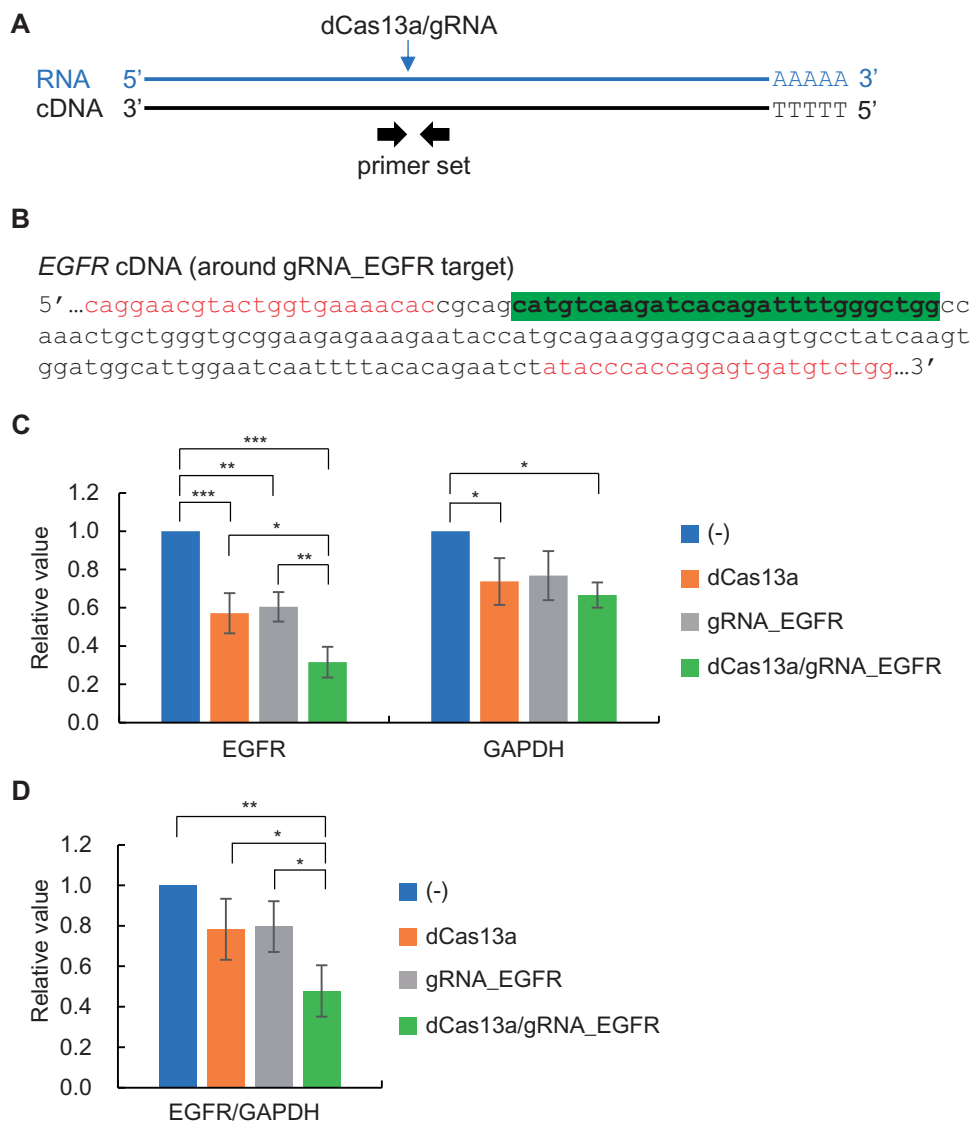 A
dCas13a/gRNA
RNA 5’ AAAAA 3’
cDNA 3’ TTTTT 5’
primer set
B
EGFR cDNA (around gRNA_EGFR target)
5’…caggaacgtactggtgaaaacaccgcagcatgtcaagatcacagattttgggctggcc
aaactgctgggtgcggaagagaaagaataccatgcagaaggaggcaaagtgcctatcaagt
ggatggcattggaatcaattttacacagaatctatacccaccagagtgatgtctgg…3’
C
***
**
***
*
**
*
*
Relative value
1.2
1.0
0.8
0.6
0.4
0.2
0.0
EGFR
GAPDH
(-)
dCas13a
gRNA_EGFR
dCas13a/gRNA_EGFR
D
**
*
*
Relative value
1.2
1.0
0.8
0.6
0.4
0.2
0.0
EGFR/GAPDH
(-)
dCas13a
gRNA_EGFR
dCas13a/gRNA_EGFR